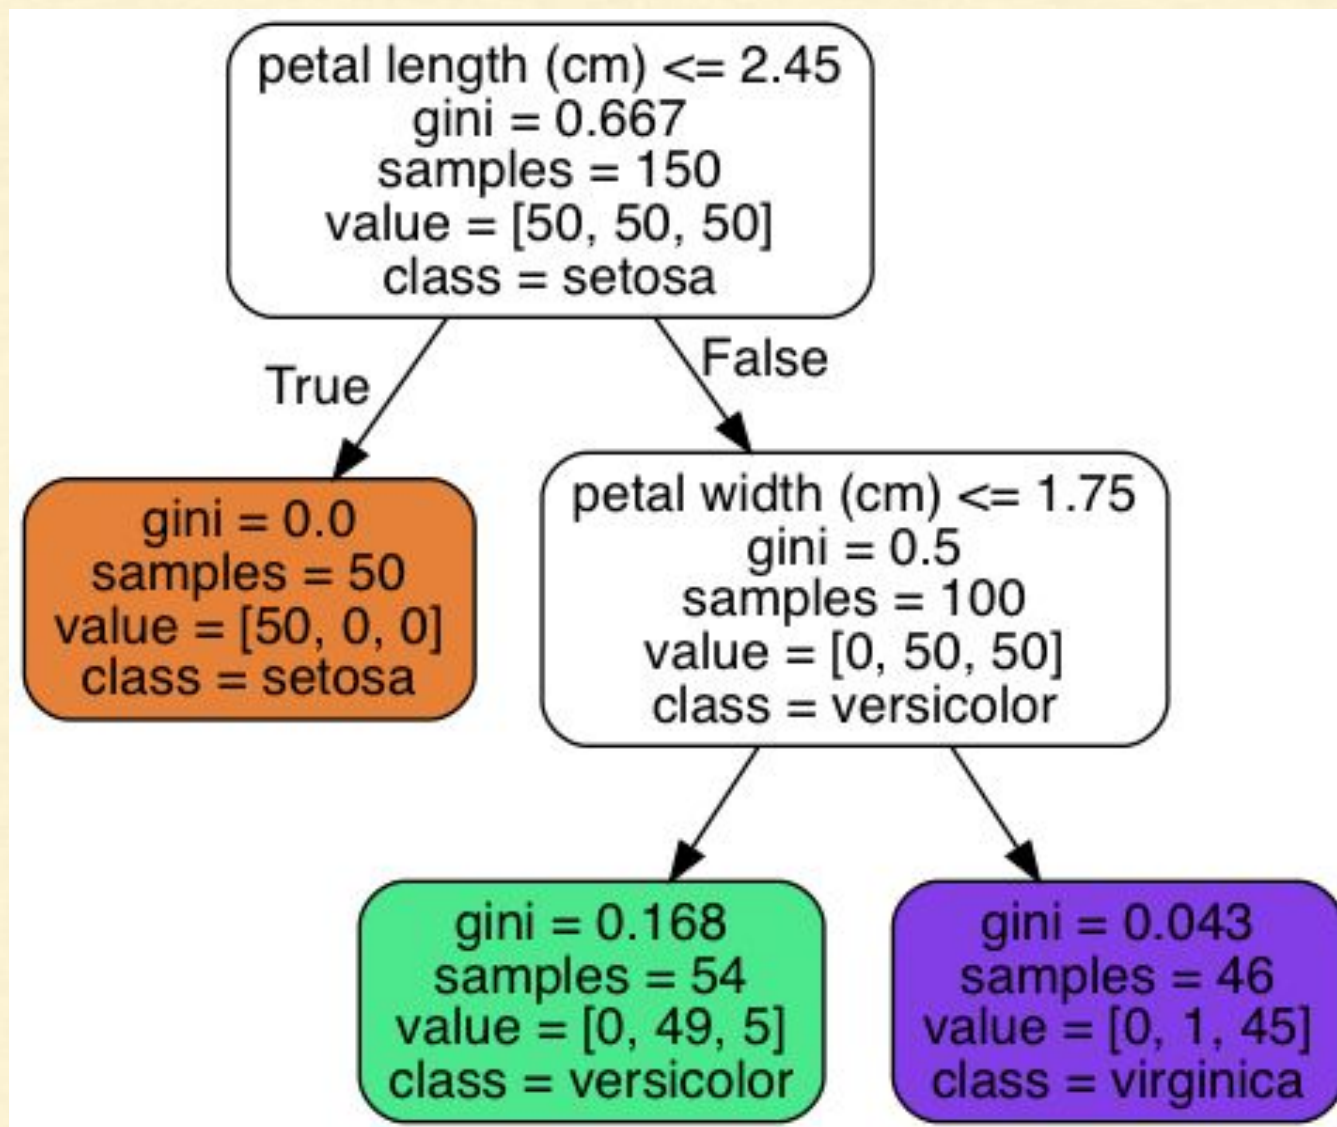 petal length (cm) <= 2.45
gini = 0.667
samples = 150
value = [50, 50, 50]
class = setosa
True
False
gini = 0.0
samples = 50
value = [50, 0, 0]
class = setosa
petal width (cm) <= 1.75
gini = 0.5
samples = 100
value = [0, 50, 50]
class = versicolor
gini = 0.168
samples = 54
value = [0, 49, 5]
class = versicolor
gini = 0.043
samples = 46
value = [0, 1, 45]
class = virginica